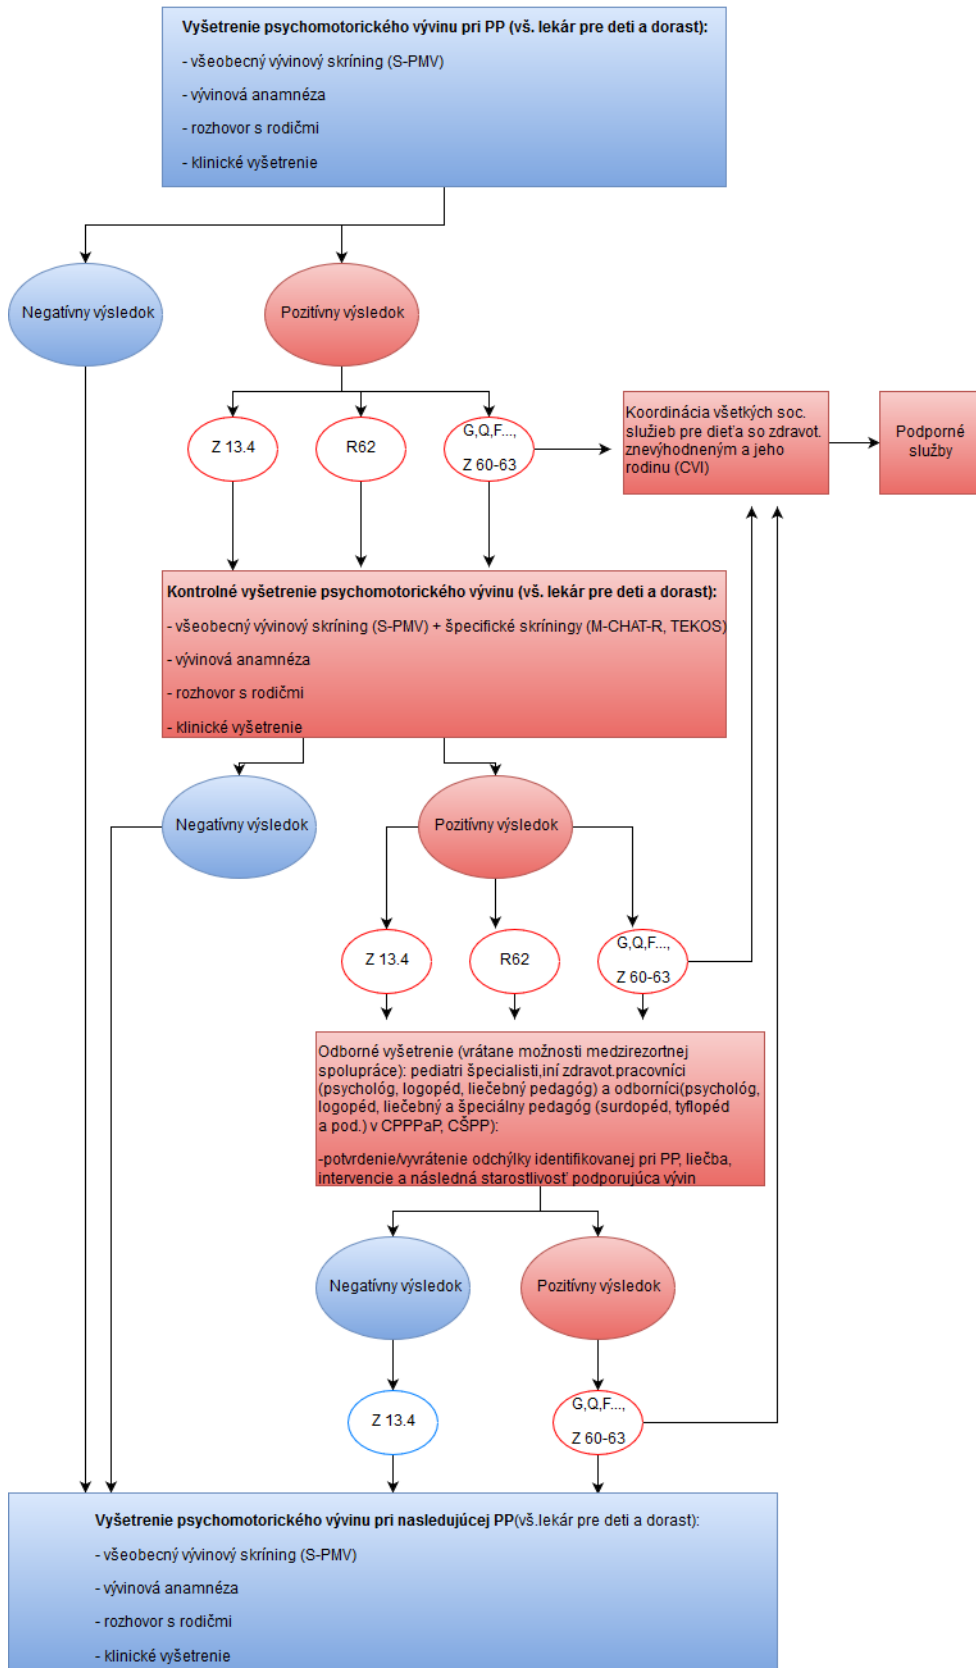 Vyšetrenie psychomotorického vývinu pri PP (vš. lekár pre deti a dorast):
- všeobecný vývinový skríning (S-PMV)
- vývinová anamnéza
- rozhovor s rodičmi
- klinické vyšetrenie
Negatívny výsledok
Pozitívny výsledok
Z 13.4
R62
G,Q,F...,
Z 60-63
Koordinácia všetkých soc.
služieb pre dieťa so zdravot.
znevýhodneným a jeho
rodinu (CVI)
Podporné
služby
Kontrolné vyšetrenie psychomotorického vývinu (vš. lekár pre deti a dorast):
- všeobecný vývinový skríning (S-PMV) + špecifické skríningy (M-CHAT-R, TEKOS)
- vývinová anamnéza
- rozhovor s rodičmi
- klinické vyšetrenie
Negatívny výsledok
Pozitívny výsledok
Z 13.4
R62
G,Q,F...,
Z 60-63
Odborné vyšetrenie (vrátane možnosti medzirezortnej
spolupráce): pediatri špecialisti,iní zdravot.pracovníci
(psychológ, logopéd, liečebný pedagóg) a odborníci(psychológ,
logopéd, liečebný a špeciálny pedagóg (surdopéd, tyflopéd
a pod.) v CPPPaP, CŠPP):
-potvrdenie/vyvrátenie odchýlky identifikovanej pri PP, liečba,
intervencie a následná starostlivosť podporujúca vývin
Negatívny výsledok
Pozitívny výsledok
Z 13.4
G,Q,F...,
Z 60-63
Vyšetrenie psychomotorického vývinu pri nasledujúcej PP(vš.lekár pre deti a dorast):
- všeobecný vývinový skríning (S-PMV)
- vývinová anamnéza
- rozhovor s rodičmi
- klinické vyšetrenie